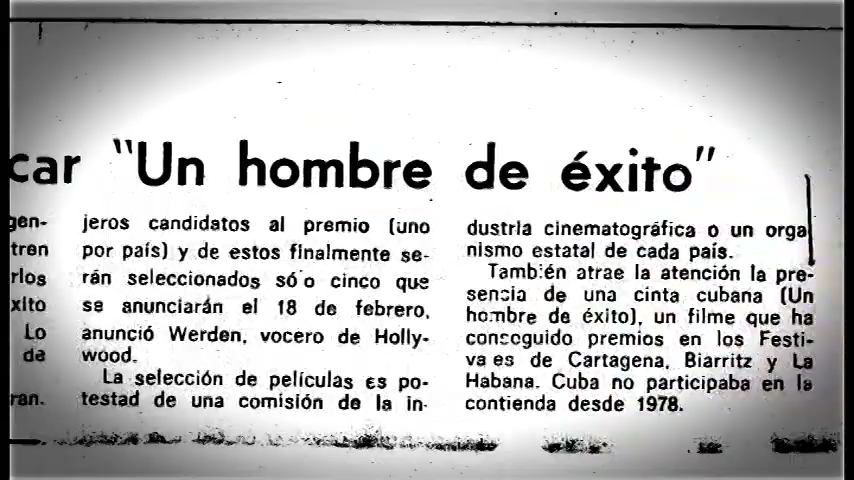 car "Un hombre de éxito"
gen-
tren
rlos
xito
Lo
de
ran.
jeros candidatos al premio (uno
por país) y de estos finalmente se-
rán seleccionados só o cinco que
se anunciarán el 18 de febrero,
anunció Werden, vocero de Holly-
wood.
La selección de películas es po-
testad de una comisión de la in-
dustria cinematográfica o un orga
nismo estatal de cada país.
También atrae la atención la pre-
sencia de una cinta cubana (Un
hombre de éxito), un filme que ha
conseguido premios en los Festi-
va es de Cartagena, Biarritz y La
Habana. Cuba no participaba en la
contienda desde 1978.